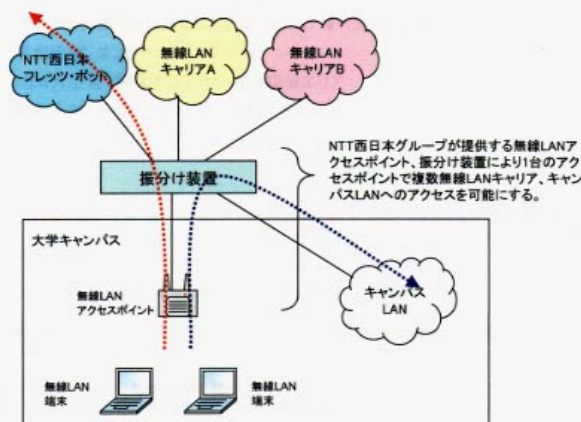 NTT西日本
フレッツ・スポット
無線LAN
キャリアA
無線LAN
キャリアB
振分け装置
NTT西日本グループが提供する無線LANア
クセスポイント、振分け装置により1台のアク
セスポイントで複数無線LANキャリア、キャン
パスLANへのアクセスを可能にする。
大学キャンパス
無線LAN
アクセスポイント
キャンパス
LAN
無線LAN
端末
無線LAN
端末